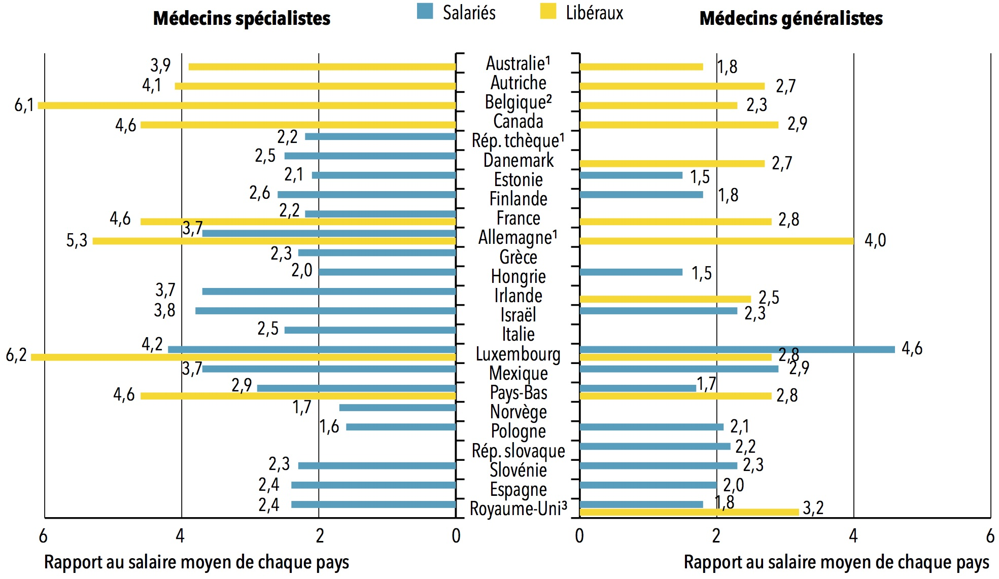 Médecins spécialistes
Salariés
Libéraux
Médecins généralistes
3,9 Australie¹ 1,8
4,1 Autriche 2,7
6,1 Belgique² 2,3
4,6 Canada 2,9
2,2 Rép. tchèque¹
2,5 Danemark 2,7
2,1 Estonie 1,5
2,6 Finlande 1,8
2,2
4,6 France 2,8
3,7
5,3 Allemagne¹ 4,0
2,3 Grèce
2,0 Hongrie 1,5
3,7 Irlande 2,5
3,8 Israël 2,3
2,5 Italie
4,2 4,6
6,2 Luxembourg 2,8
3,7 Mexique 2,9
2,9 1,7
4,6 Pays-Bas 2,8
1,7 Norvège
1,6 Pologne 2,1
Rép. slovaque 2,2
2,3 Slovénie 2,3
2,4 Espagne 2,0
2,4 Royaume-Uni³ 1,8
3,2
6 4 2 0 0 2 4 6
Rapport au salaire moyen de chaque pays
Rapport au salaire moyen de chaque pays